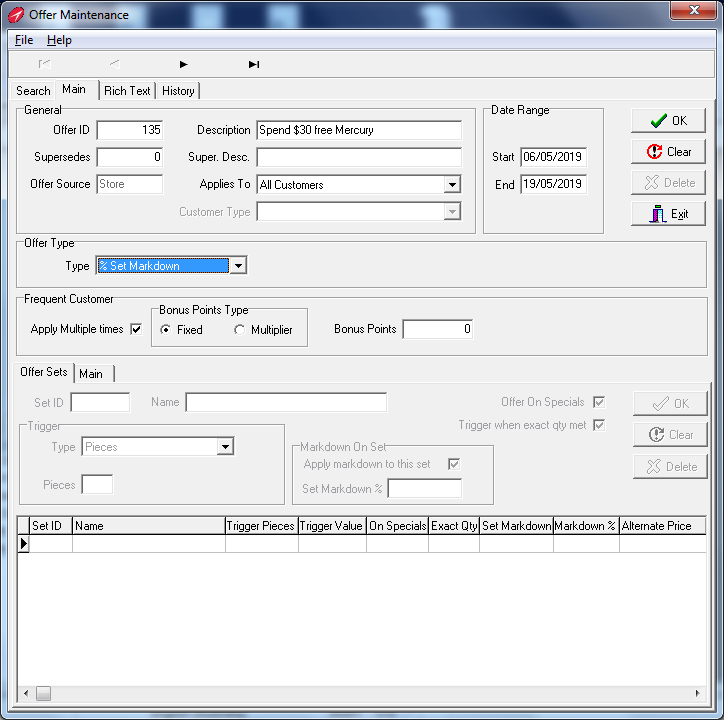 Offer Maintenance
File Help
Search Main Rich Text History
General
Offer ID 135 Description Spend $30 free Mercury
Supersedes 0 Super. Desc.
Offer Source Store Applies To All Customers
Customer Type
Date Range
Start 06/05/2019
End 19/05/2019
OK
Clear
Delete
Exit
Offer Type
Type % Set Markdown
Frequent Customer
Apply Multiple times
Bonus Points Type
Fixed Multiplier
Bonus Points 0
Offer Sets Main
Set ID Name Offer On Specials
Trigger when exact qty met
Trigger
Type Pieces
Pieces
Markdown On Set
Apply markdown to this set
Set Markdown %
OK
Clear
Delete
Set ID Name Trigger Pieces Trigger Value On Specials Exact Qty Set Markdown Markdown % Alternate Price